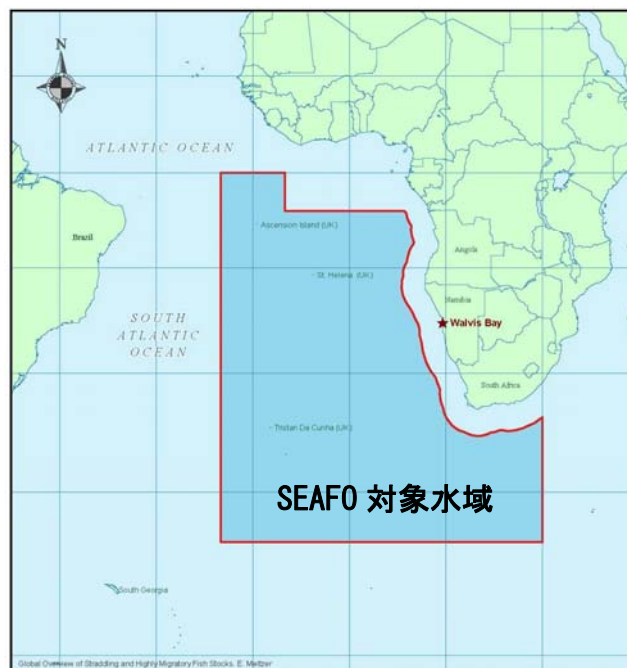 N
ATLANTIC OCEAN
Brazil
Ascension Island (UK)
- St. Helena (UK)
Angola
Namibia
★ Walvis Bay
SOUTH
ATLANTIC
OCEAN
South Africa
- Tristan Da Cunha (UK)
SEAFO 対象水域
South Georgia
Global Overview of Straddling and Highly Migratory Fish Stocks. E. Meltzer